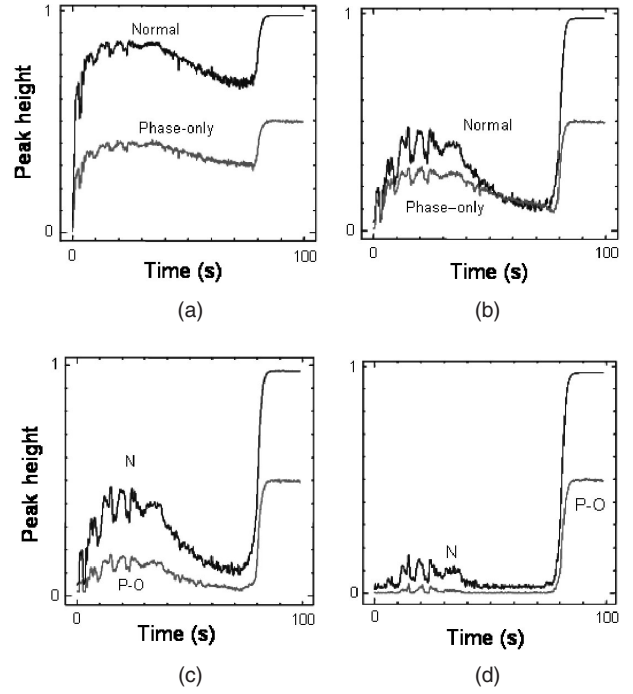 1
Normal
Phase-only
Peak height
0
0
100
Time (s)
(a)
1
Normal
Phase-only
0
0
100
Time (s)
(b)
1
N
P-O
Peak height
0
0
100
Time (s)
(c)
1
P-O
N
0
0
100
Time (s)
(d)